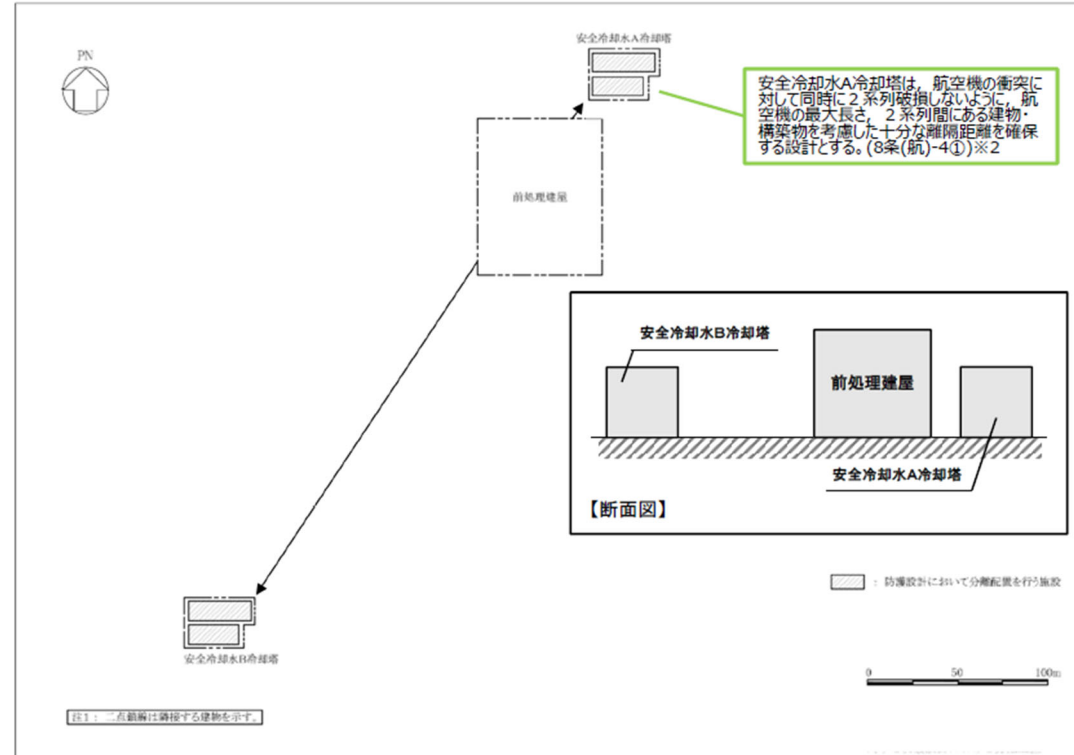 PN
安全冷却水A冷却塔
安全冷却水A冷却塔は，航空機の衝突に
対して同時に２系列破損しないように，航
空機の最大長さ，２系列間にある建物・
構築物を考慮した十分な離隔距離を確保
する設計とする。(8条(航)-4①)※2
前処理建屋
安全冷却水B冷却塔
前処理建屋
安全冷却水A冷却塔
【断面図】
：防護設計において分離配置を行う施設
安全冷却水B冷却塔
0 50 100m
注1：二点鎖線は隣接する建物を示す。